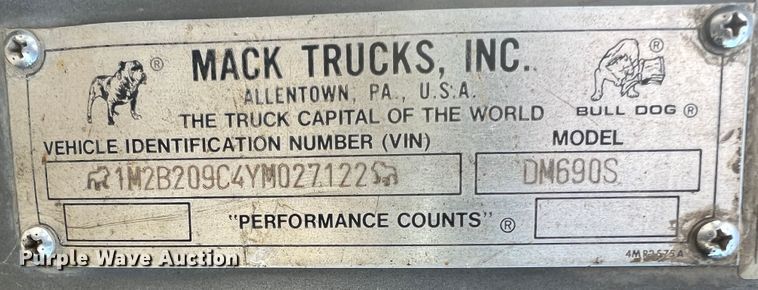 ® MACK TRUCKS, INC. ®
ALLENTOWN, PA., U.S.A.
THE TRUCK CAPITAL OF THE WORLD
BULL DOG ®
VEHICLE IDENTIFICATION NUMBER (VIN)
MODEL
1M2B209C4YM027122
DM690S
"PERFORMANCE COUNTS" ®
Purple Wave Auction